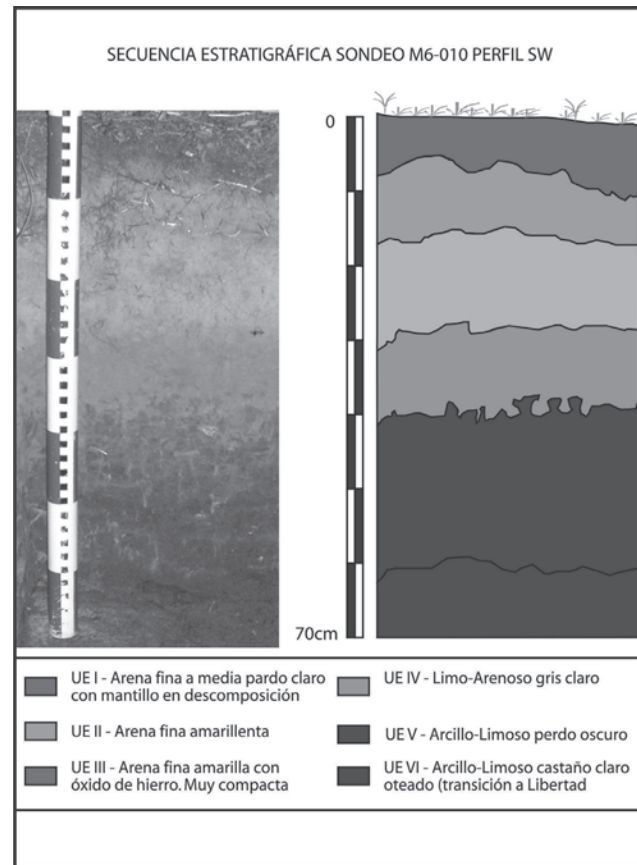 SECUENCIA ESTRATIGRÁFICA SONDEO M6-010 PERFIL SW
0
70cm
UE I - Arena fina a media pardo claro
con mantillo en descomposición
UE II - Arena fina amarillenta
UE III - Arena fina amarilla con
óxido de hierro. Muy compacta
UE IV - Limo-Arenoso gris claro
UE V - Arcillo-Limoso perdo oscuro
UE VI - Arcillo-Limoso castaño claro
oteado (transición a Libertad